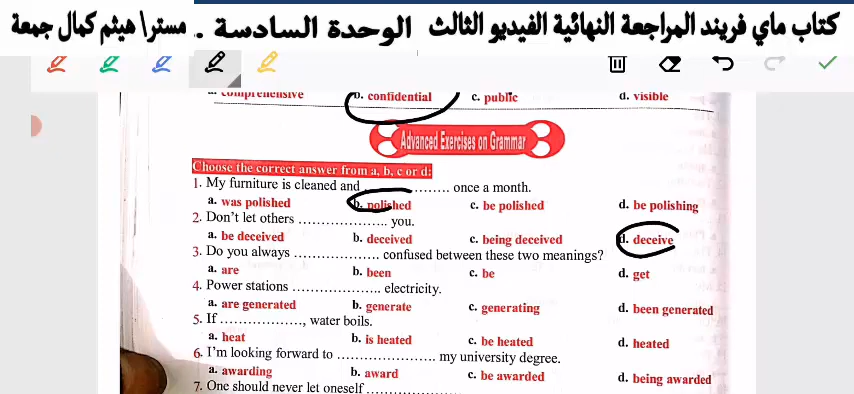 كتاب ماي فريند المراجعة النهائية الفيديو الثالث الوحدة السادسة .. مستر\ هيثم كمال جمعة
comprehensive b. confidential c. public d. visible
Advanced Exercises on Grammar
Choose the correct answer from a, b, c or d:
1. My furniture is cleaned and .................. once a month.
a. was polished b. polished c. be polished d. be polishing
2. Don't let others .................. you.
a. be deceived b. deceived c. being deceived d. deceive
3. Do you always .................. confused between these two meanings?
a. are b. been c. be d. get
4. Power stations .................. electricity.
a. are generated b. generate c. generating d. been generated
5. If .................., water boils.
a. heat b. is heated c. be heated d. heated
6. I'm looking forward to .................. my university degree.
a. awarding b. award c. be awarded d. being awarded
7. One should never let oneself ..................